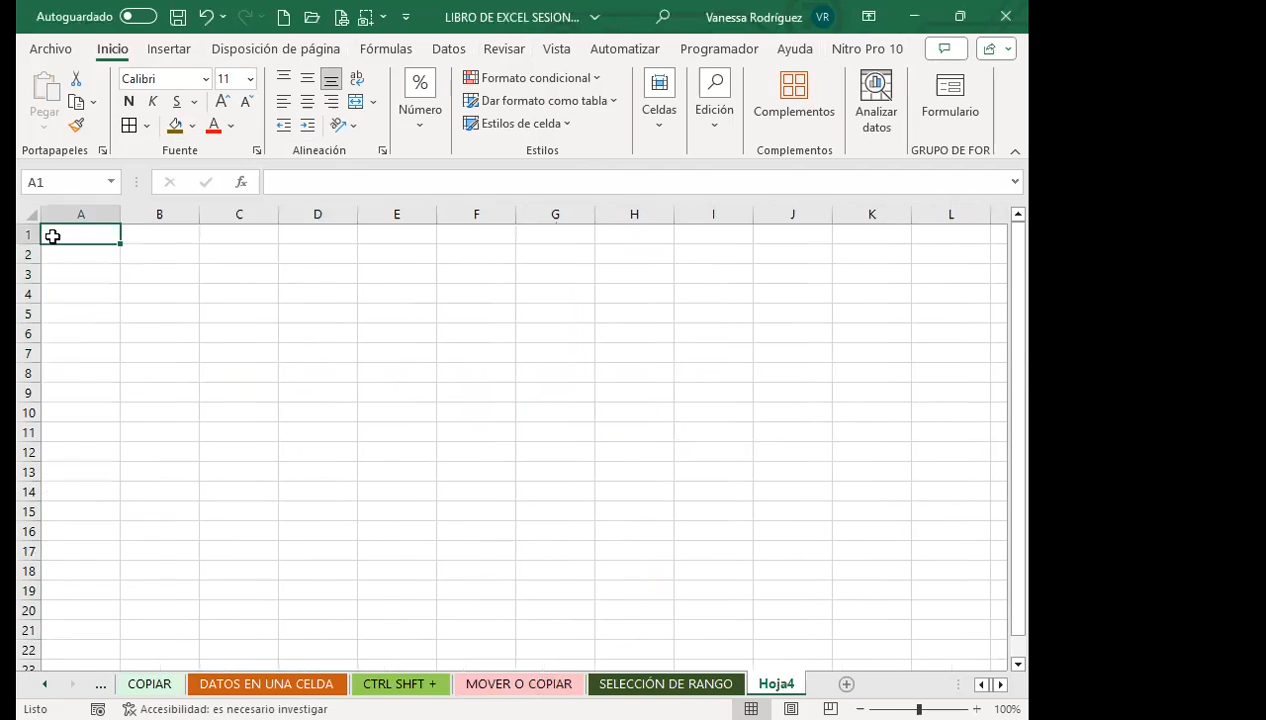 Autoguardado LIBRO DE EXCEL SESION... Vanessa Rodríguez VR
Archivo Inicio Insertar Disposición de página Fórmulas Datos Revisar Vista Automatizar Programador Ayuda Nitro Pro 10
Pegar
Portapapeles
Calibri 11
N K S A A
A
Fuente
ab
Alineación
%
Número
Formato condicional
Dar formato como tabla
Estilos de celda
Estilos
Celdas
Edición
Complementos
Complementos
Analizar
datos
Formulario
GRUPO DE FOR
A1 fx
A B C D E F G H I J K L
1
2
3
4
5
6
7
8
9
10
11
12
13
14
15
16
17
18
19
20
21
22
23
... COPIAR DATOS EN UNA CELDA CTRL SHFT + MOVER O COPIAR SELECCIÓN DE RANGO Hoja4
Listo Accesibilidad: es necesario investigar 100%